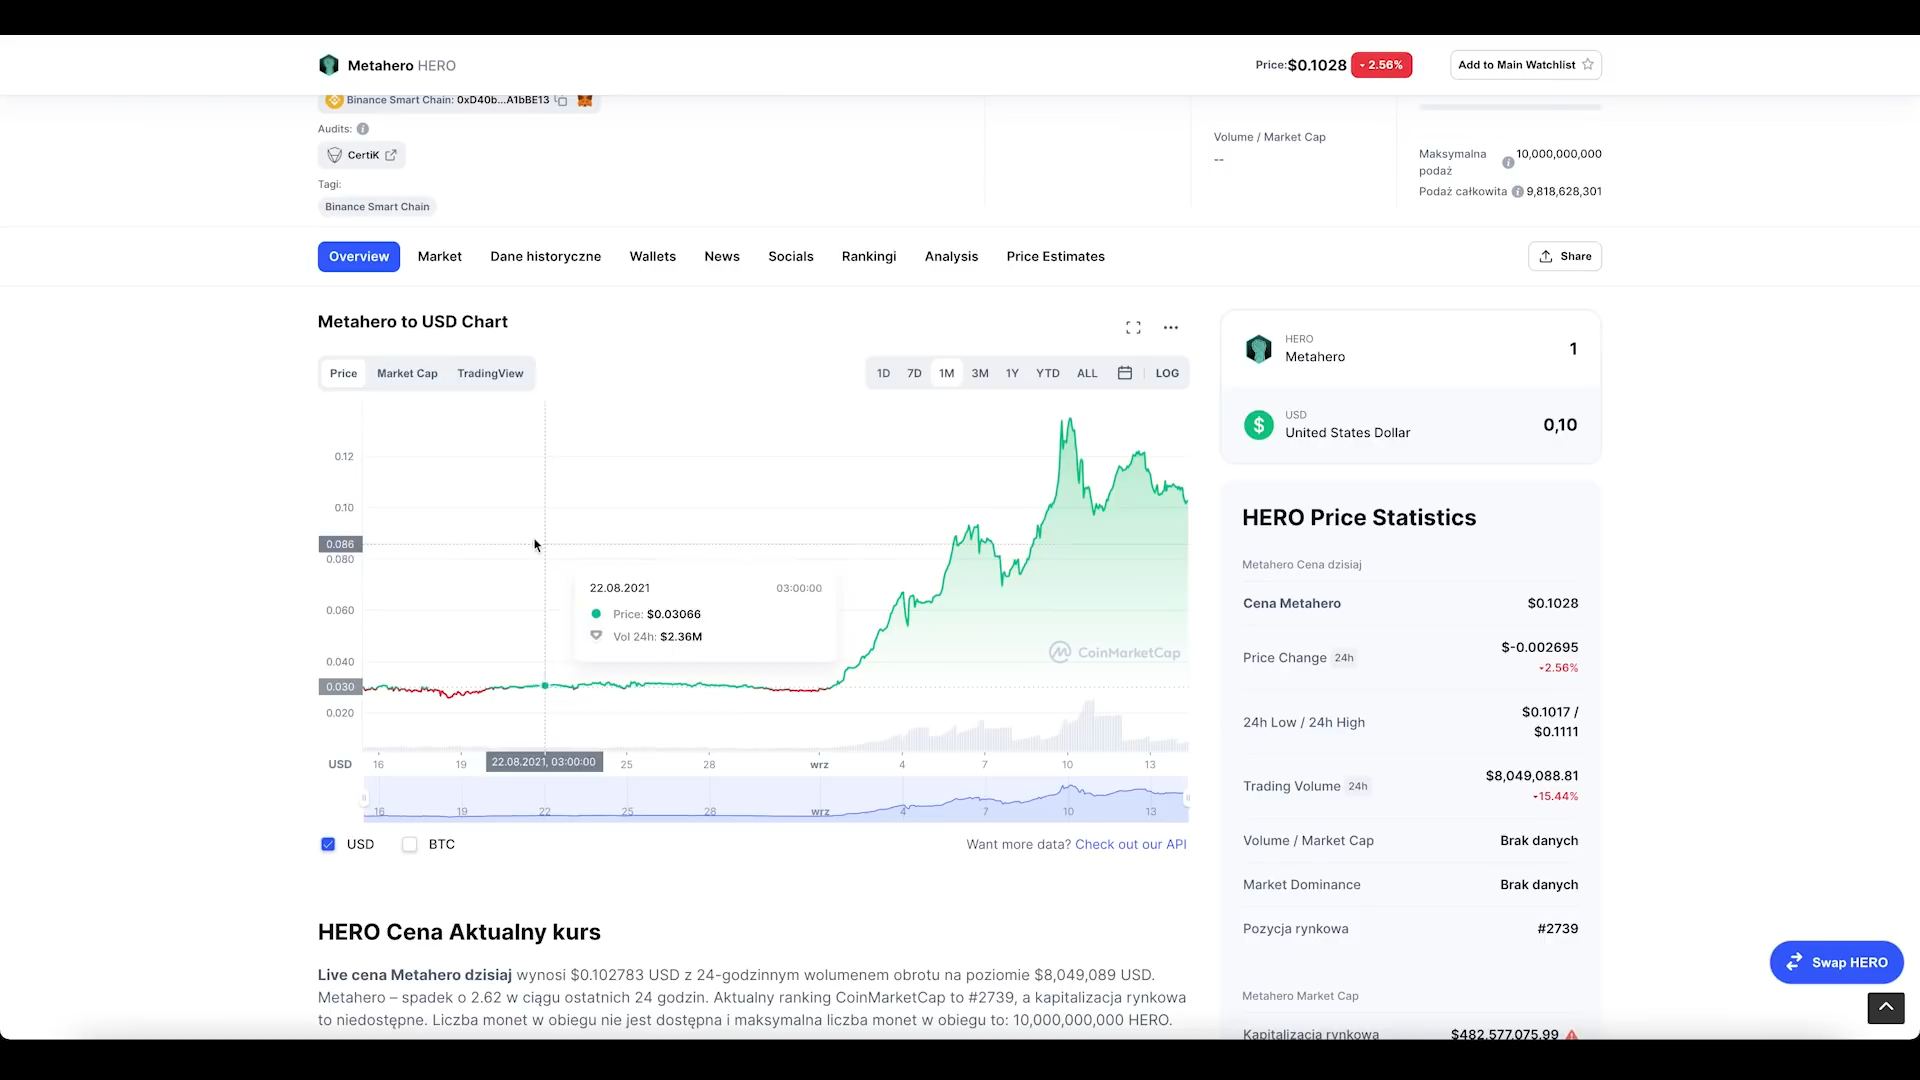 Metahero HERO
Price:$0.1028 2.56%
Add to Main Watchlist
Binance Smart Chain: 0xD40b...A1bBE13
Audits:
CertiK
Tagi:
Binance Smart Chain
Volume / Market Cap
--
Maksymalna podaż
10,000,000,000
Podaż całkowita 9,818,628,301
Overview Market Dane historyczne Wallets News Socials Rankingi Analysis Price Estimates
Share
Metahero to USD Chart
Price Market Cap TradingView
1D 7D 1M 3M 1Y YTD ALL LOG
0.12
0.10
0.086
0.080
0.060
0.040
0.030
0.020
22.08.2021 03:00:00
Price: $0.03066
Vol 24h: $2.36M
CoinMarketCap
USD 16 19 22.08.2021, 03:00:00 25 28 wrz 4 7 10 13
16 19 22 25 28 wrz 4 7 10 13
USD BTC
Want more data? Check out our API
HERO
Metahero
1
USD
United States Dollar
0,10
HERO Price Statistics
Metahero Cena dzisiaj
Cena Metahero $0.1028
Price Change 24h
$-0.002695
2.56%
24h Low / 24h High
$0.1017 /
$0.1111
Trading Volume 24h
$8,049,088.81
15.44%
Volume / Market Cap Brak danych
Market Dominance Brak danych
Pozycja rynkowa #2739
Metahero Market Cap
Kapitalizacja rynkowa $482,577,075.99
HERO Cena Aktualny kurs
Live cena Metahero dzisiaj wynosi $0.102783 USD z 24-godzinnym wolumenem obrotu na poziomie $8,049,089 USD.
Metahero – spadek o 2.62 w ciągu ostatnich 24 godzin. Aktualny ranking CoinMarketCap to #2739, a kapitalizacja rynkowa
to niedostępne. Liczba monet w obiegu nie jest dostępna i maksymalna liczba monet w obiegu to: 10,000,000,000 HERO.
Swap HERO